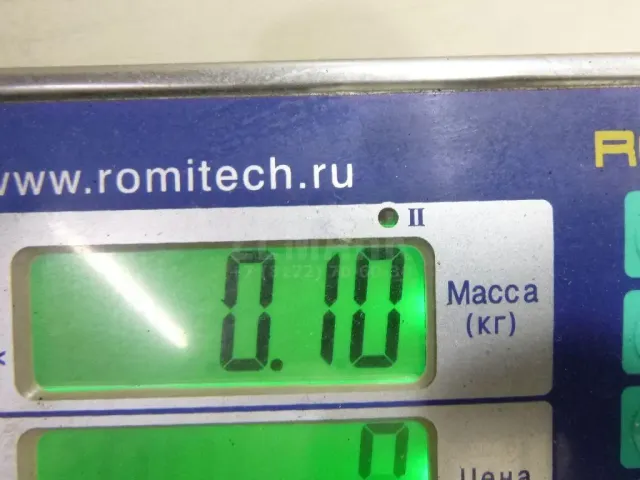 www.romitech.ru
II
0.10
Масса
(кг)
0
Цена